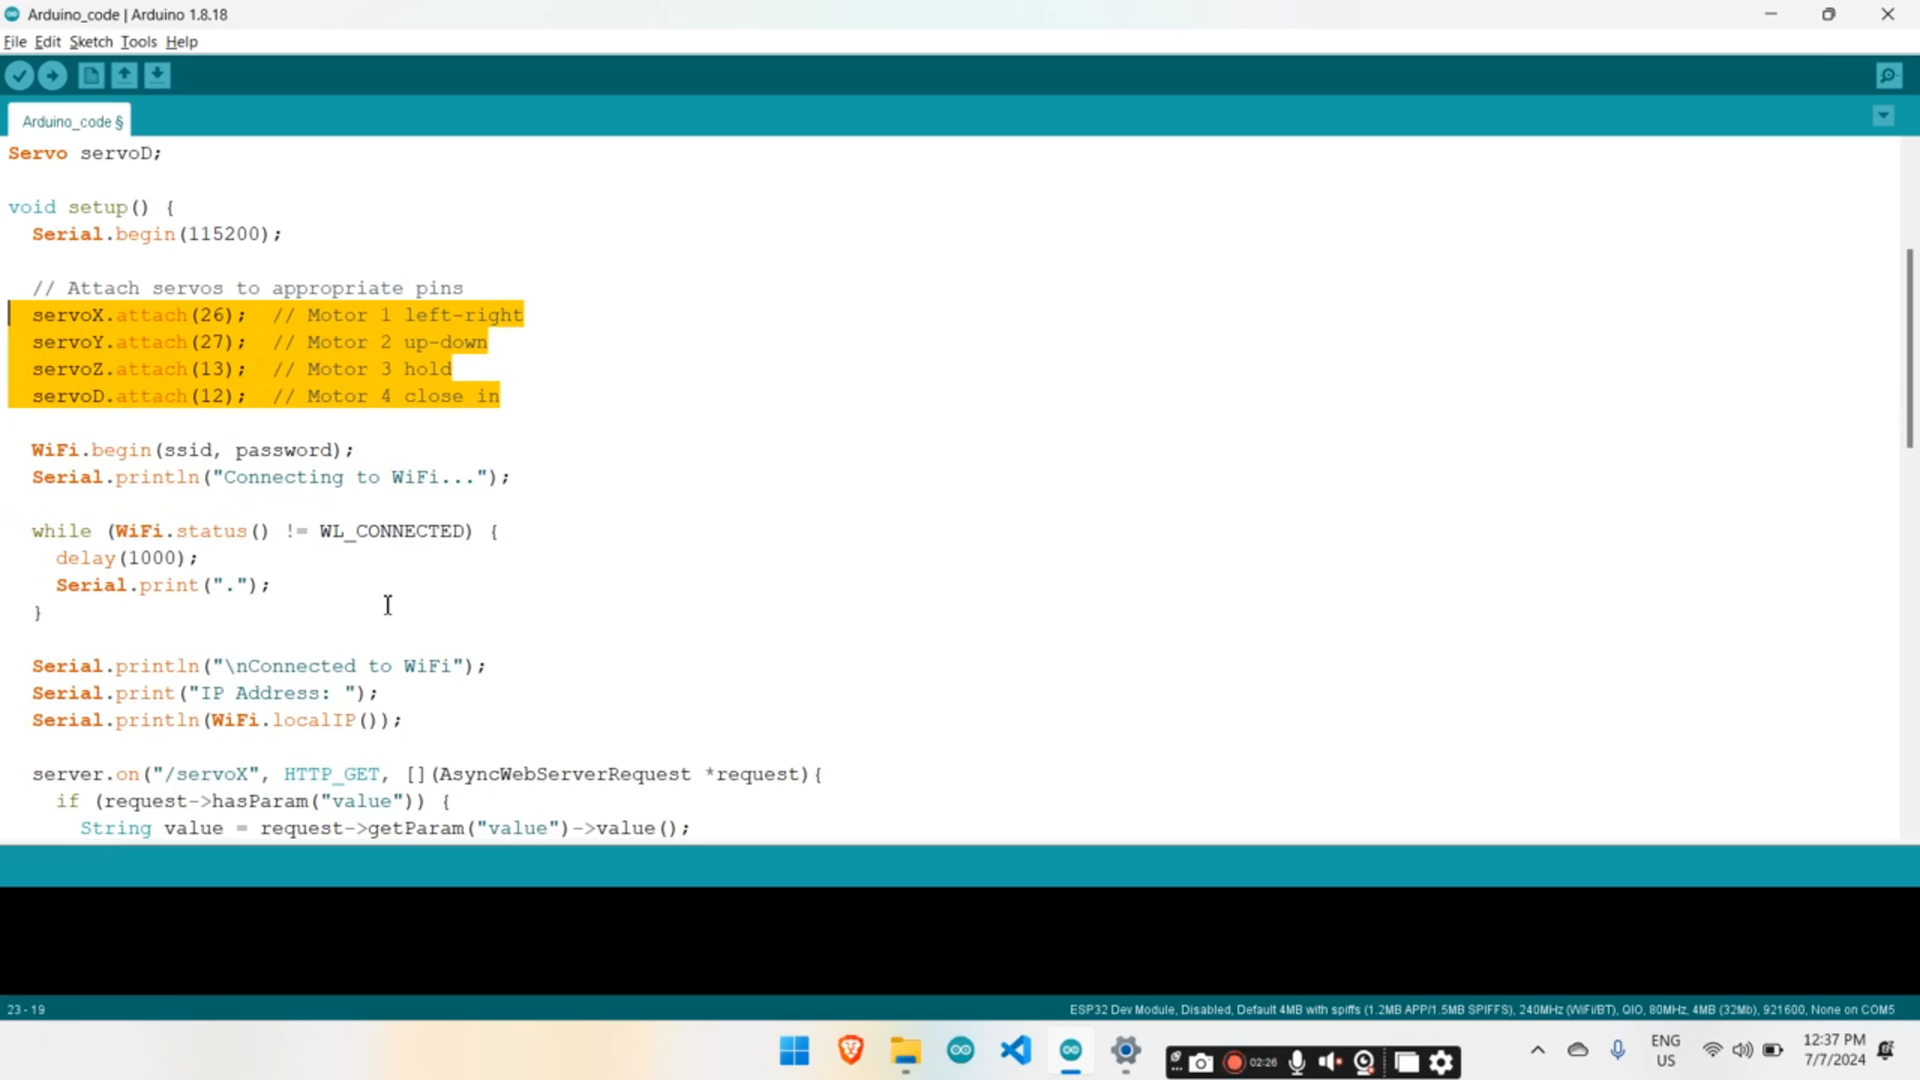 Arduino_code | Arduino 1.8.18
File Edit Sketch Tools Help
Arduino_code §
Servo servoD;
void setup() {
Serial.begin(115200);
// Attach servos to appropriate pins
servoX.attach(26);  // Motor 1 left-right
servoY.attach(27);  // Motor 2 up-down
servoZ.attach(13);  // Motor 3 hold
servoD.attach(12);  // Motor 4 close in
WiFi.begin(ssid, password);
Serial.println("Connecting to WiFi...");
while (WiFi.status() != WL_CONNECTED) {
delay(1000);
Serial.print(".");
}
Serial.println("\nConnected to WiFi");
Serial.print("IP Address: ");
Serial.println(WiFi.localIP());
server.on("/servoX", HTTP_GET, [](AsyncWebServerRequest *request){
if (request->hasParam("value")) {
String value = request->getParam("value")->value();
23 - 19
ESP32 Dev Module, Disabled, Default 4MB with spiffs (1.2MB APP/1.5MB SPIFFS), 240MHz (WiFi/BT), QIO, 80MHz, 4MB (32Mb), 921600, None on COM5
02:26
ENG
US
12:37 PM
7/7/2024